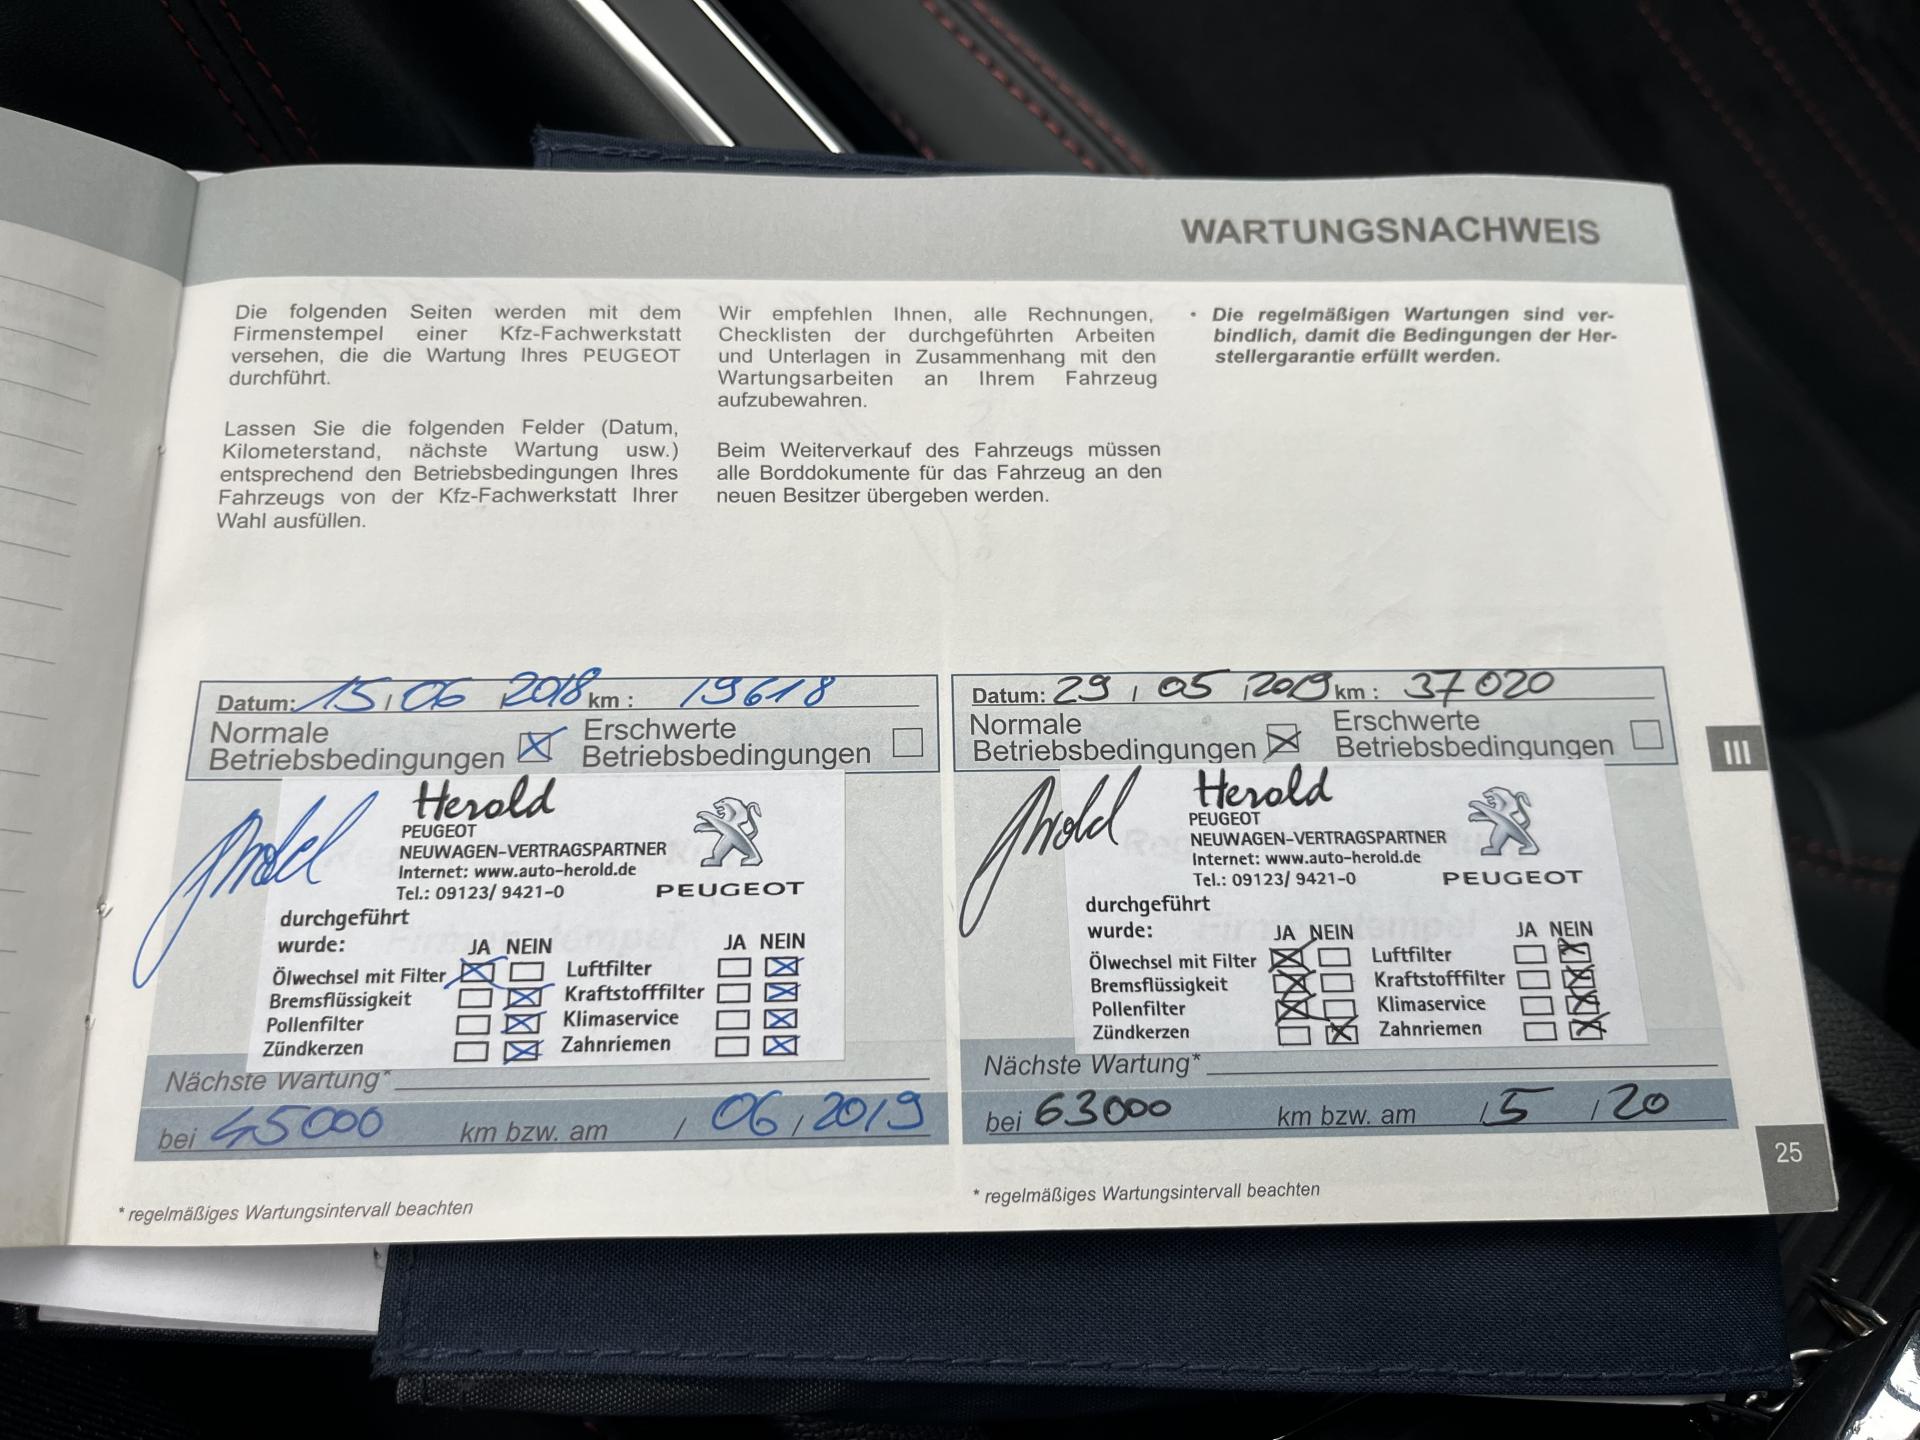 WARTUNGSNACHWEIS
Die folgenden Seiten werden mit dem
Firmenstempel einer Kfz-Fachwerkstatt
versehen, die die Wartung Ihres PEUGEOT
durchführt.
Lassen Sie die folgenden Felder (Datum,
Kilometerstand, nächste Wartung usw.)
entsprechend den Betriebsbedingungen Ihres
Fahrzeugs von der Kfz-Fachwerkstatt Ihrer
Wahl ausfüllen.
Wir empfehlen Ihnen, alle Rechnungen,
Checklisten der durchgeführten Arbeiten
und Unterlagen in Zusammenhang mit den
Wartungsarbeiten an Ihrem Fahrzeug
aufzubewahren.
Beim Weiterverkauf des Fahrzeugs müssen
alle Borddokumente für das Fahrzeug an den
neuen Besitzer übergeben werden.
• Die regelmäßigen Wartungen sind ver-
bindlich, damit die Bedingungen der Her-
stellergarantie erfüllt werden.
Datum: 15 / 06 / 2018 km : 19618
Normale
Betriebsbedingungen
Erschwerte
Betriebsbedingungen
Herold
PEUGEOT
NEUWAGEN-VERTRAGSPARTNER
Internet: www.auto-herold.de
Tel.: 09123/ 9421-0
PEUGEOT
durchgeführt
wurde:
JA NEIN
JA NEIN
Ölwechsel mit Filter
Luftfilter
Bremsflüssigkeit
Kraftstofffilter
Pollenfilter
Klimaservice
Zündkerzen
Zahnriemen
Nächste Wartung*
bei 45000 km bzw. am / 06 / 2019
* regelmäßiges Wartungsintervall beachten
Datum: 29 / 05 / 2019 km : 37020
Normale
Betriebsbedingungen
Erschwerte
Betriebsbedingungen
Herold
PEUGEOT
NEUWAGEN-VERTRAGSPARTNER
Internet: www.auto-herold.de
Tel.: 09123/ 9421-0
PEUGEOT
durchgeführt
wurde:
JA NEIN
JA NEIN
Ölwechsel mit Filter
Luftfilter
Bremsflüssigkeit
Kraftstofffilter
Pollenfilter
Klimaservice
Zündkerzen
Zahnriemen
Nächste Wartung*
bei 63000 km bzw. am / 5 / 20
* regelmäßiges Wartungsintervall beachten
III
25